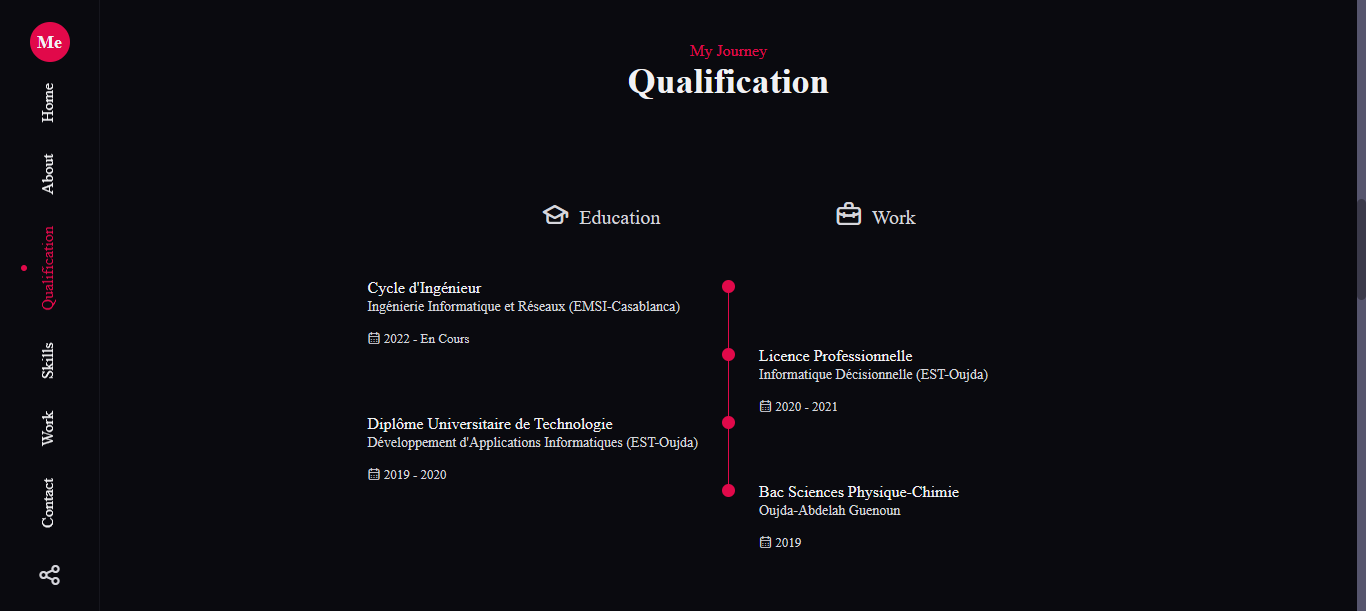 Me
Home
About
Qualification
Skills
Work
Contact
My Journey
Qualification
Education
Work
Cycle d'Ingénieur
Ingénierie Informatique et Réseaux (EMSI-Casablanca)
2022 - En Cours
Licence Professionnelle
Informatique Décisionnelle (EST-Oujda)
2020 - 2021
Diplôme Universitaire de Technologie
Développement d'Applications Informatiques (EST-Oujda)
2019 - 2020
Bac Sciences Physique-Chimie
Oujda-Abdelah Guenoun
2019